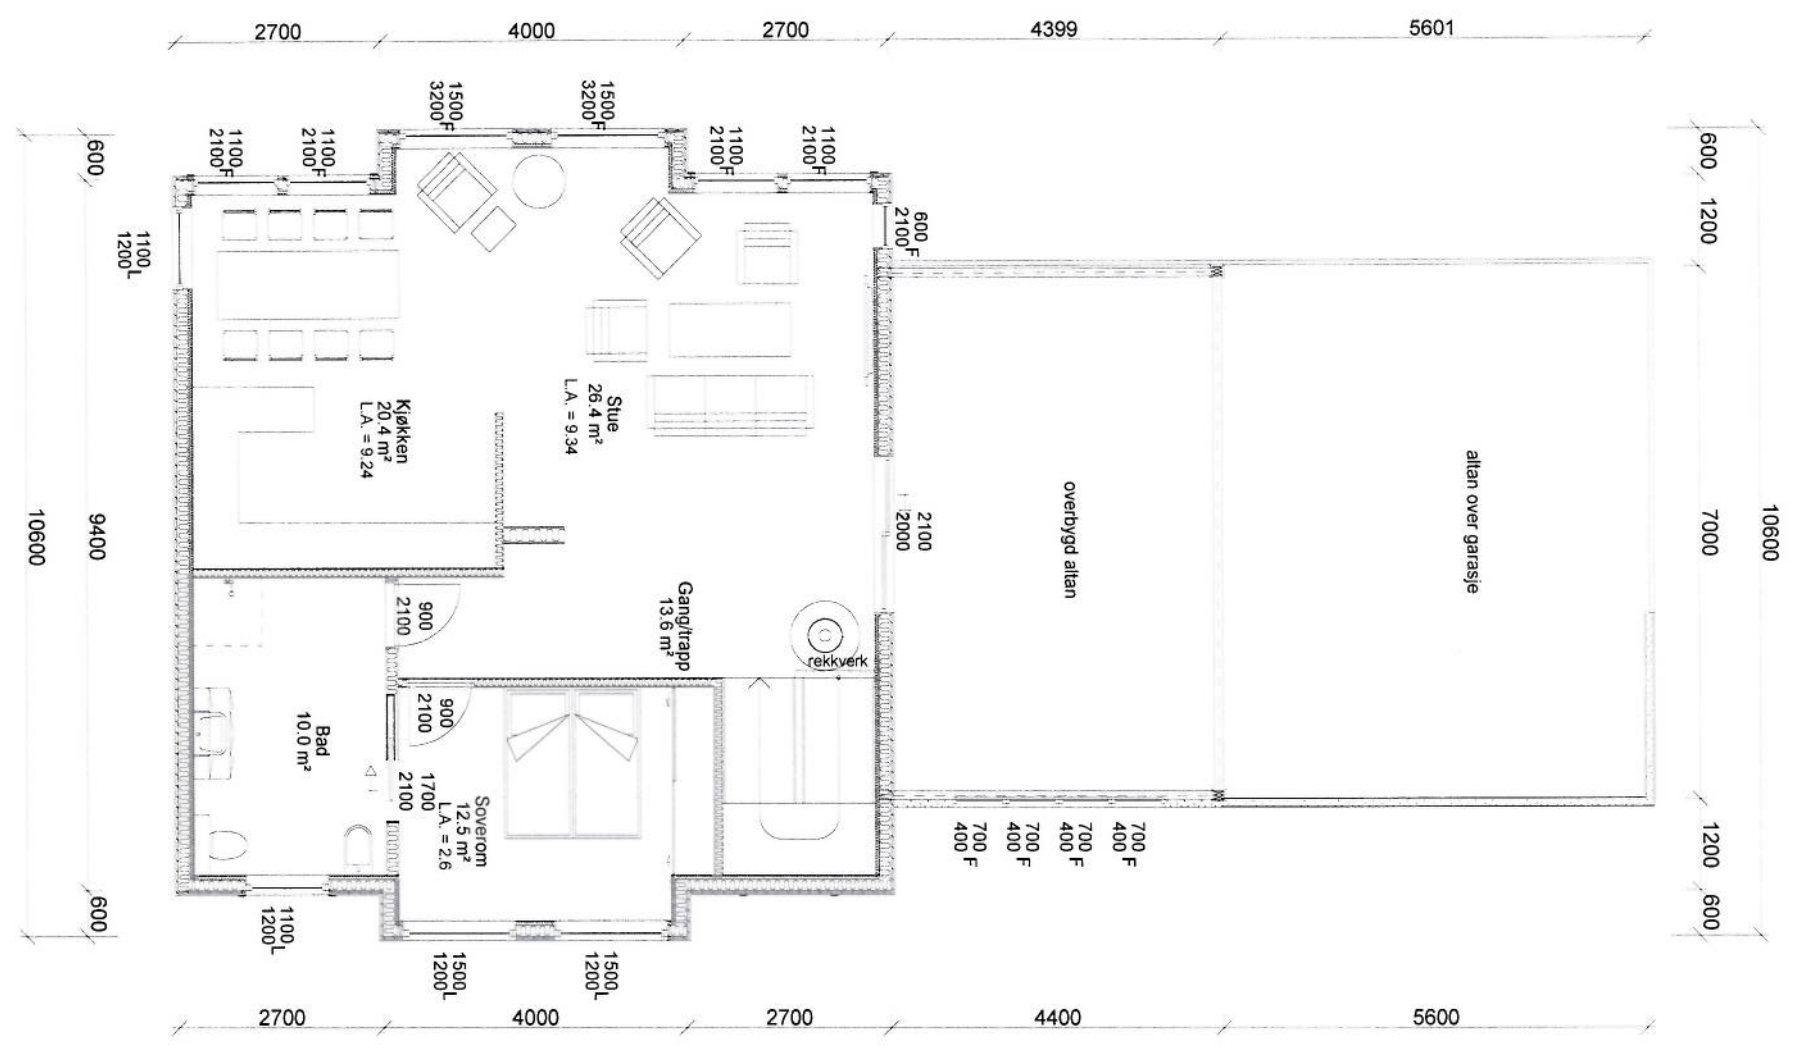 2700
4000
2700
4399
5601
1500
3200F
1500
3200F
1100
2100F
1100
2100F
1100
2100F
1100
2100F
600
9400
600
10600
600
1200
7000
1200
600
10600
1100
1200L
600
2100F
Kjøkken
20.4 m²
L.A. = 9.24
Stue
26.4 m²
L.A. = 9.34
2100
2000
overbygd altan
altan over garasje
Gang/trapp
13.6 m²
rekkverk
900
2100
900
2100
Bad
10.0 m²
1700
2100
Soverom
12.5 m²
L.A. = 2.6
700
400 F
700
400 F
700
400 F
700
400 F
1100
1200L
1500
1200L
1500
1200L
2700
4000
2700
4400
5600